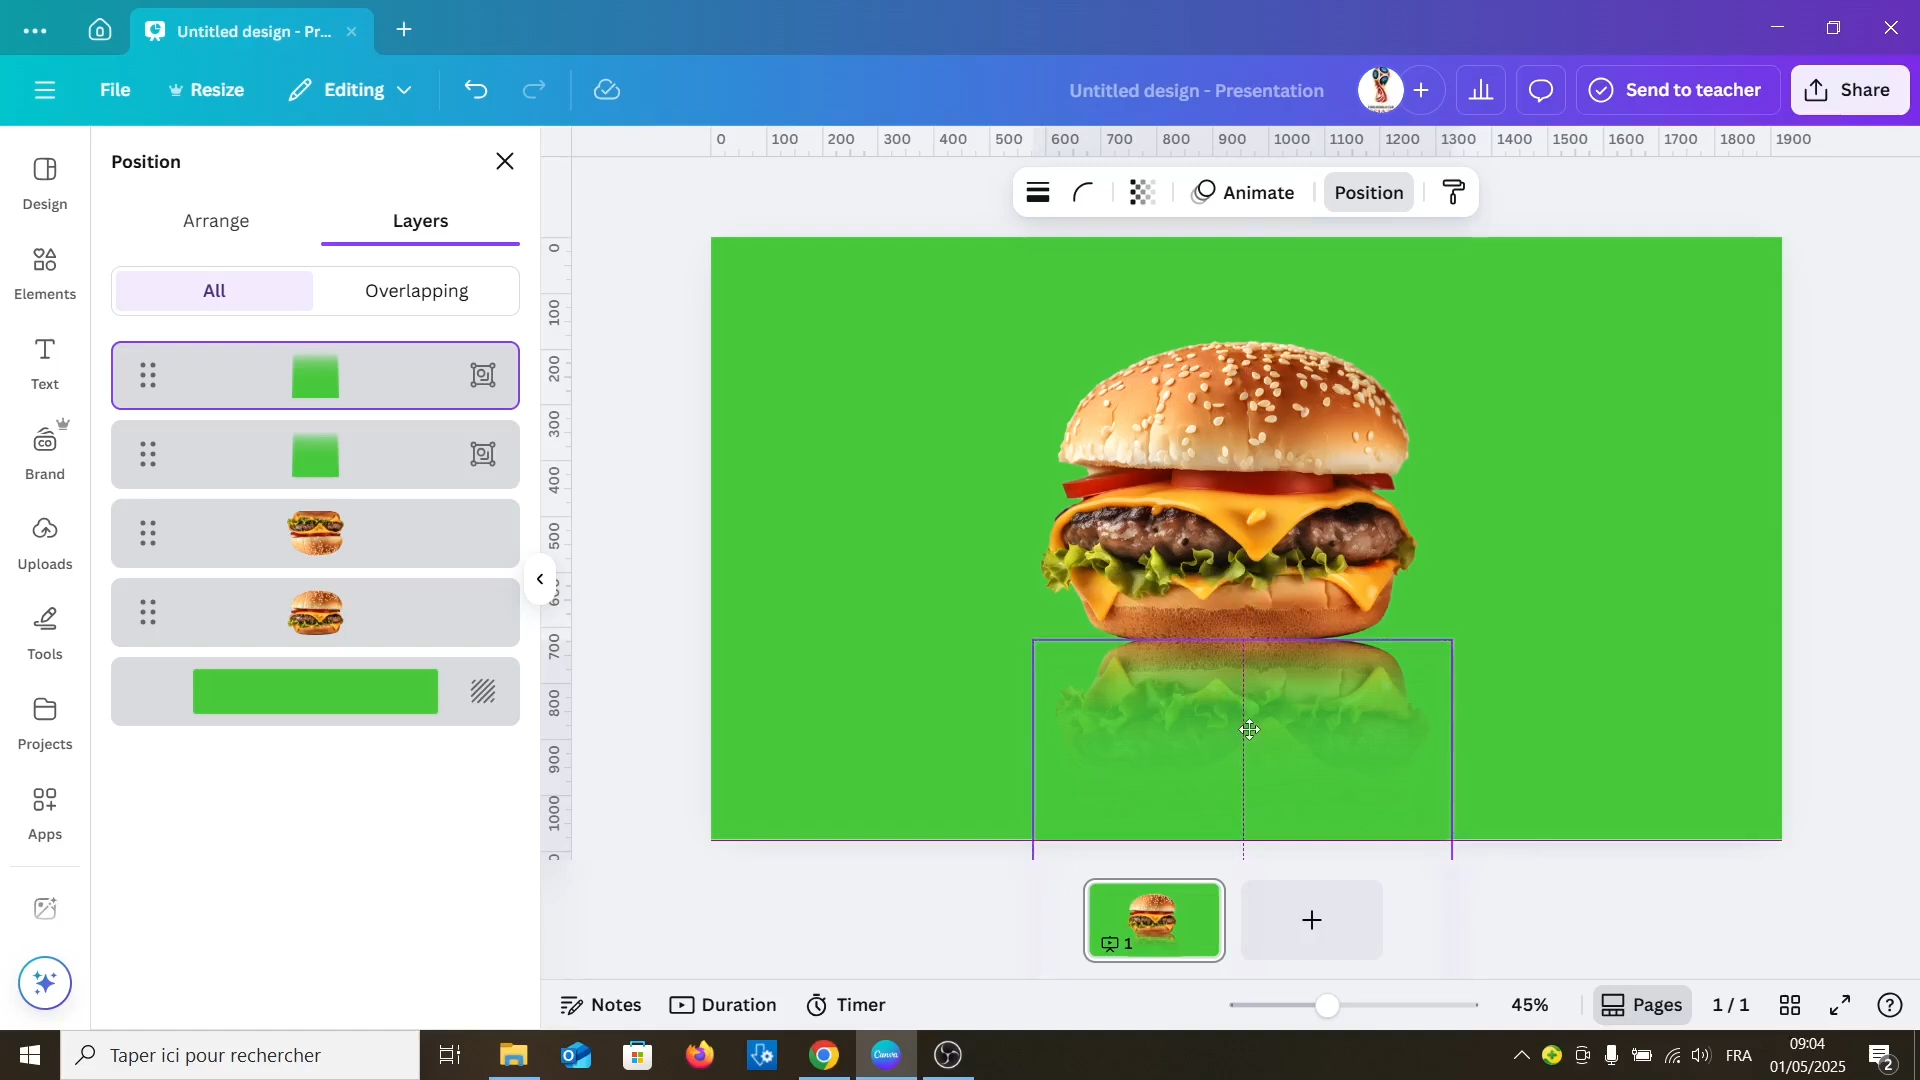 Untitled design - Pr...
File
Resize
Editing
Untitled design - Presentation
Send to teacher
Share
Design
Elements
Text
Brand
Uploads
Tools
Projects
Apps
Position
Arrange
Layers
All
Overlapping
0 100 200 300 400 500 600 700 800 900 1000 1100 1200 1300 1400 1500 1600 1700 1800 1900
Animate
Position
0
100
200
300
400
500
700
800
900
1000
1
Notes
Duration
Timer
45%
Pages
1 / 1
Taper ici pour rechercher
Canva
FRA
09:04
01/05/2025
2